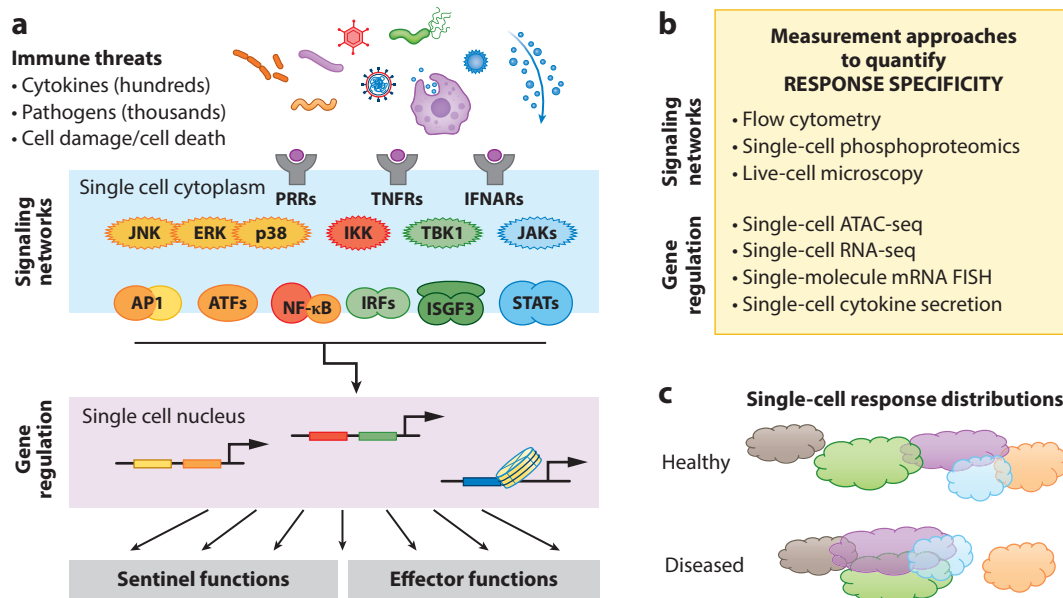 a
Immune threats
• Cytokines (hundreds)
• Pathogens (thousands)
• Cell damage/cell death
PRRs
TNFRs
IFNARs
Signaling
networks
Single cell cytoplasm
JNK
ERK
p38
IKK
TBK1
JAKs
AP1
ATFs
NF-κB
IRFs
ISGF3
STATs
Gene
regulation
Single cell nucleus
Sentinel functions
Effector functions
b
Measurement approaches
to quantify
RESPONSE SPECIFICITY
Signaling
networks
• Flow cytometry
• Single-cell phosphoproteomics
• Live-cell microscopy
Gene
regulation
• Single-cell ATAC-seq
• Single-cell RNA-seq
• Single-molecule mRNA FISH
• Single-cell cytokine secretion
c
Single-cell response distributions
Healthy
Diseased